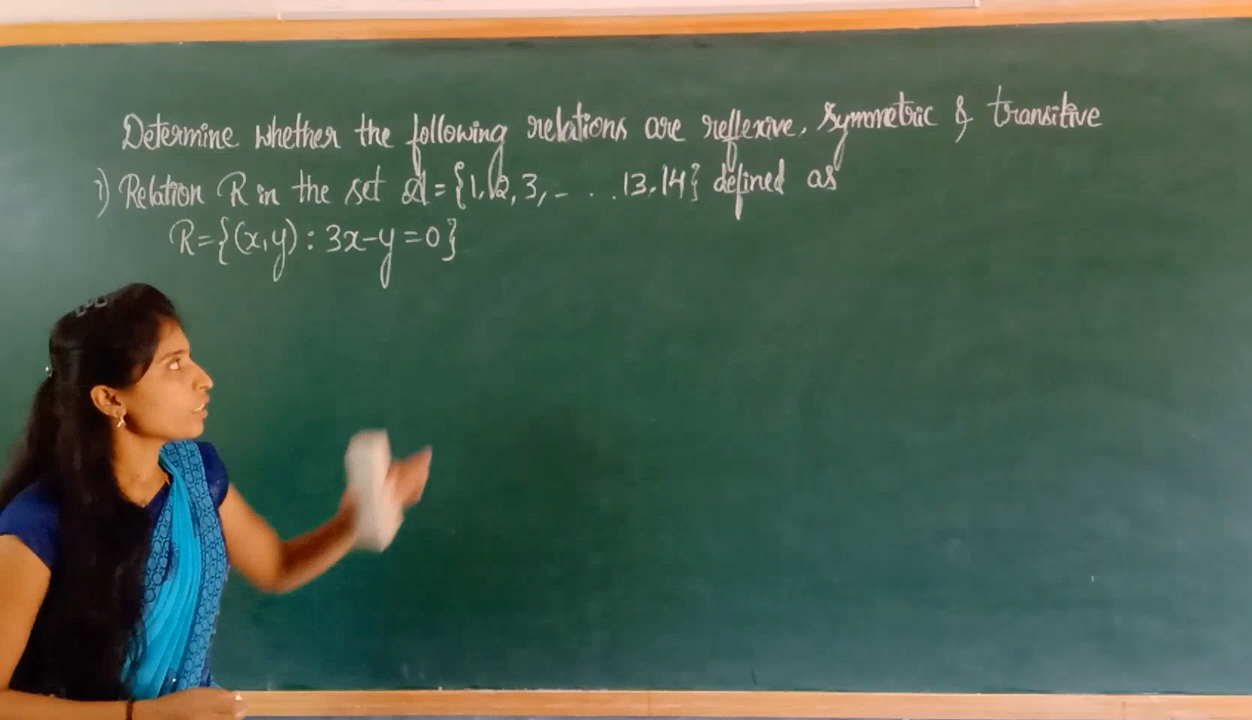 Determine whether the following relations are reflexive, symmetric & transitive
i) Relation R in the set A = {1, 2, 3, - . . . 13, 14} defined as
R = {(x, y) : 3x - y = 0}